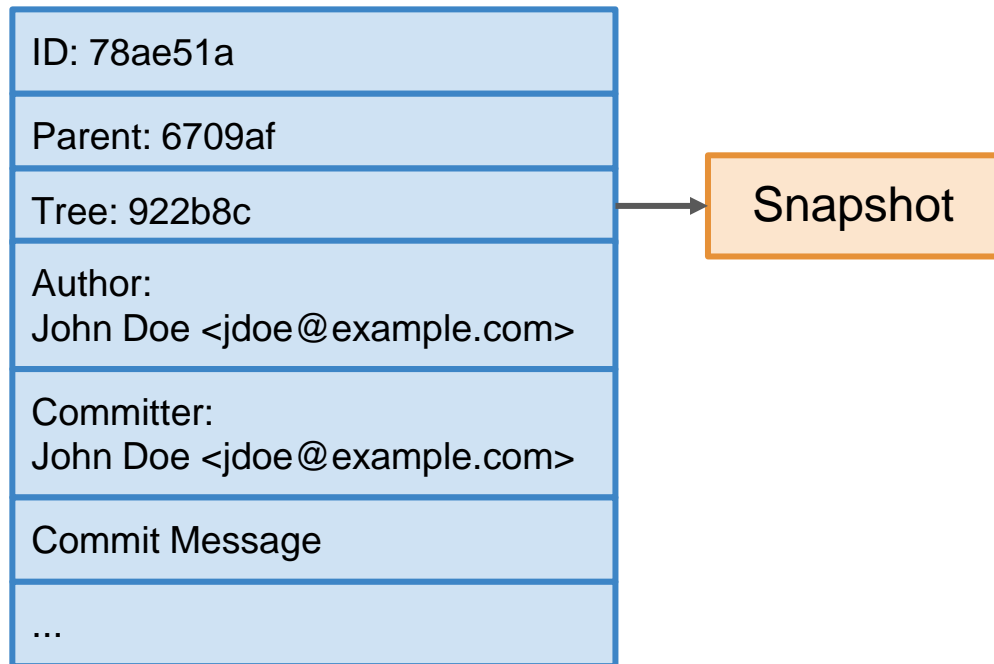 ID: 78ae51a
Parent: 6709af
Tree: 922b8c
Snapshot
Author:
John Doe <jdoe@example.com>
Committer:
John Doe <jdoe@example.com>
Commit Message
...